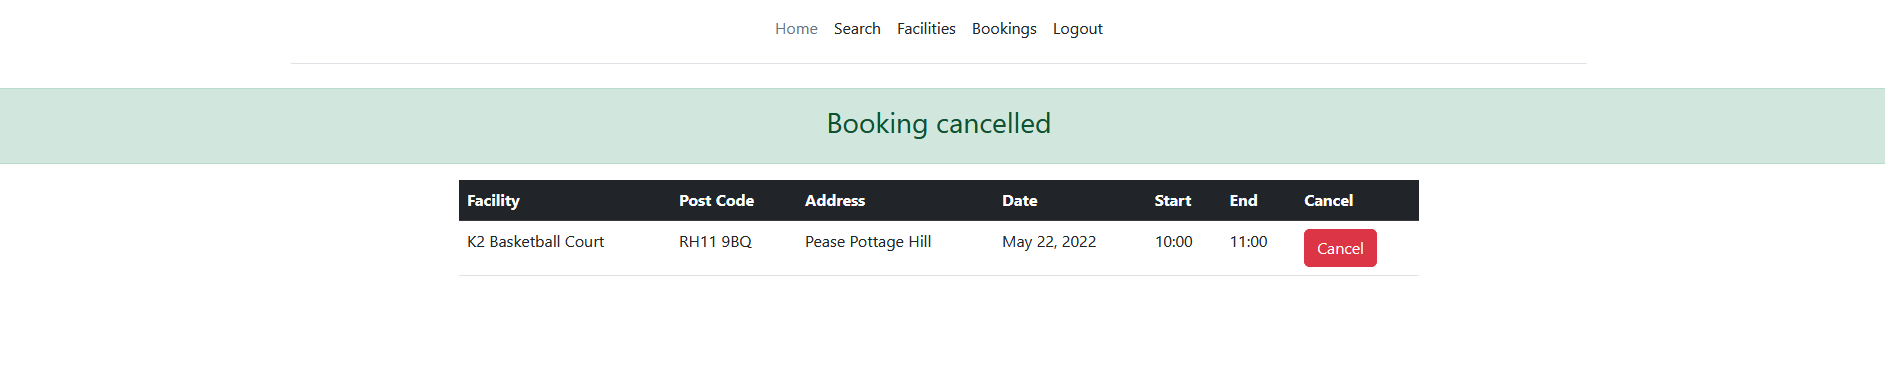 Home Search Facilities Bookings Logout
Booking cancelled
Facility Post Code Address Date Start End Cancel
K2 Basketball Court RH11 9BQ Pease Pottage Hill May 22, 2022 10:00 11:00 Cancel